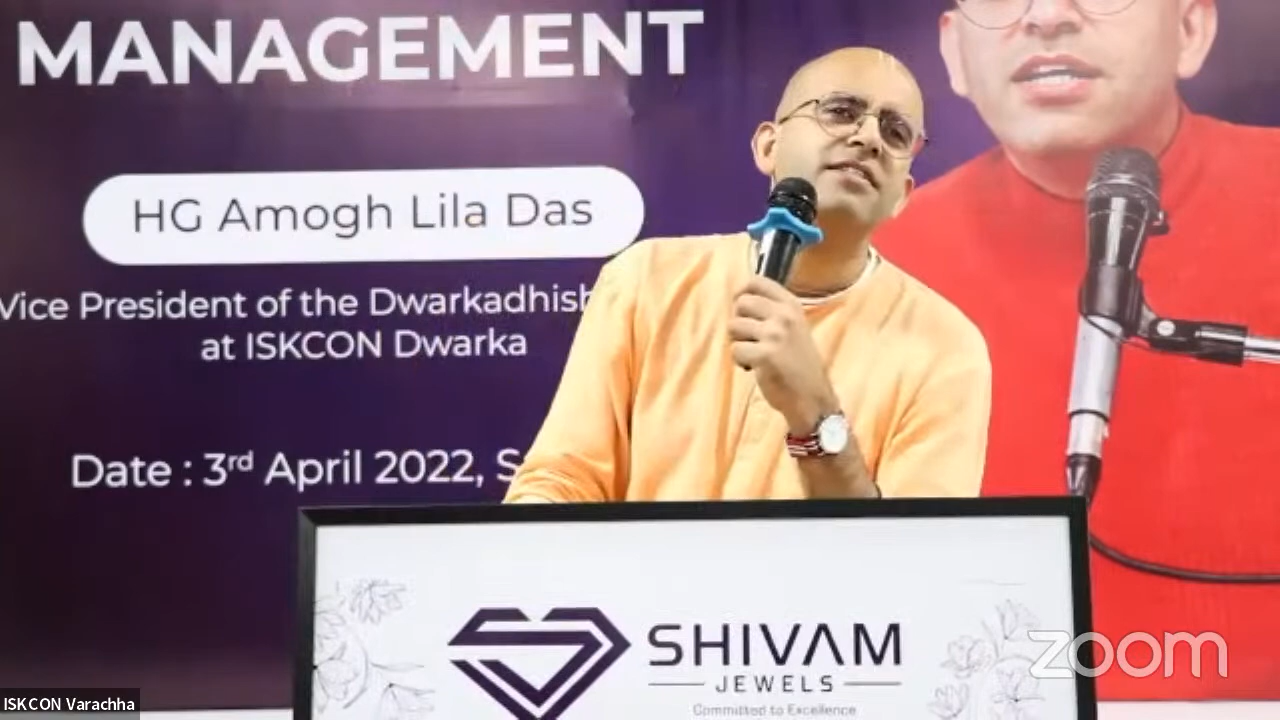 MANAGEMENT
HG Amogh Lila Das
Vice President of the Dwarkadhish
at ISKCON Dwarka
Date : 3rd April 2022, S
SHIVAM
JEWELS
Committed to Excellence
zoom
ISKCON Varachha